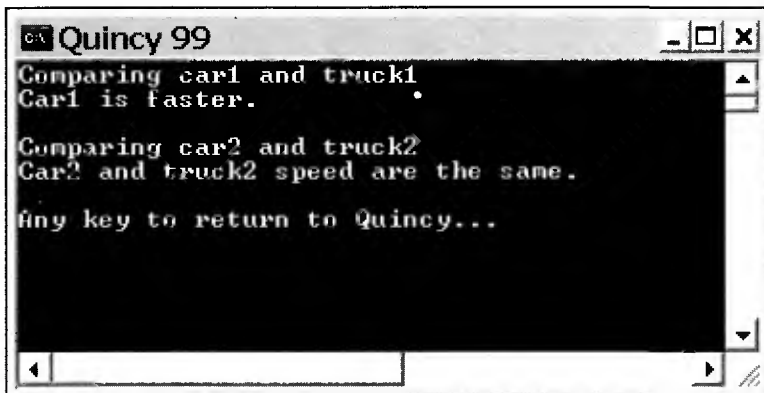 Quincy 99
Comparing car1 and truck1
Car1 is faster.
Comparing car2 and truck2
Car2 and truck2 speed are the same.
Any key to return to Quincy...